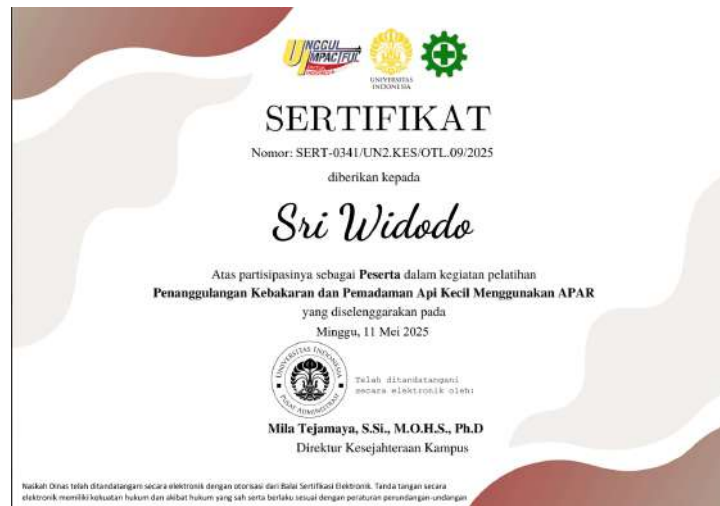 UNGGUL
IMPACTFUL
UNIVERSITAS
INDONESIA
SERTIFIKAT
Nomor: SERT-0341/UN2.KES/OTL.09/2025
diberikan kepada
Sri Widodo
Atas partisipasinya sebagai Peserta dalam kegiatan pelatihan
Penanggulangan Kebakaran dan Pemadaman Api Kecil Menggunakan APAR
yang diselenggarakan pada
Minggu, 11 Mei 2025
UNIVERSITAS INDONESIA
PUSAT ADMINISTRASI
Telah ditandatangani
secara elektronik oleh:
Mila Tejamaya, S.Si., M.O.H.S., Ph.D
Direktur Kesejahteraan Kampus
Naskah Dinas telah ditandatangani secara elektronik dengan otorisasi dari Balai Sertifikasi Elektronik. Tanda tangan secara
elektronik memiliki kekuatan hukum dan akibat hukum yang sah serta berlaku sesuai dengan peraturan perundangan-undangan